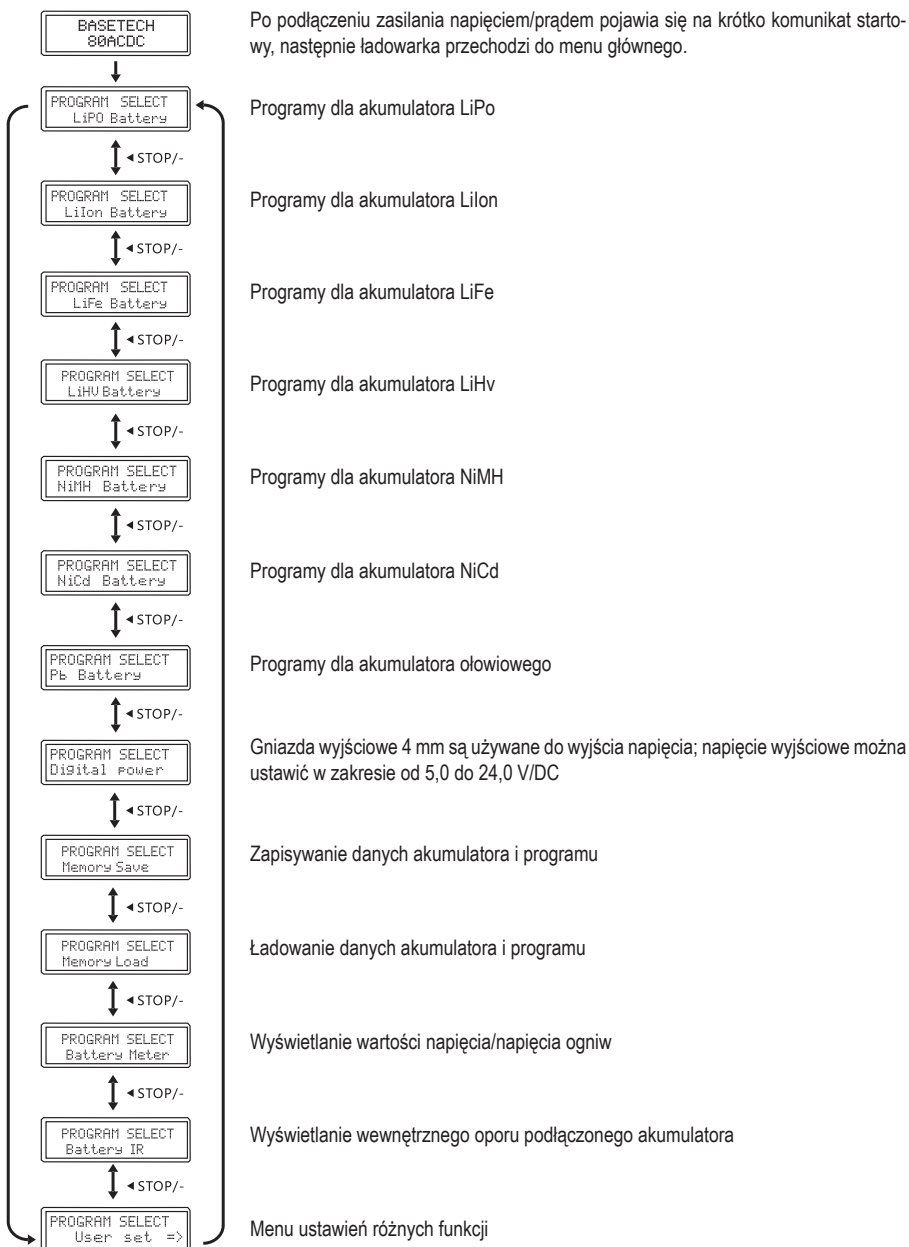 BASETECH
80ACDC
Po podłączeniu zasilania napięciem/prądem pojawia się na krótko komunikat starto-
wy, następnie ładowarka przechodzi do menu głównego.
PROGRAM SELECT
LiPO Battery
Programy dla akumulatora LiPo
◄ STOP/-
PROGRAM SELECT
LiIon Battery
Programy dla akumulatora LiIon
◄ STOP/-
PROGRAM SELECT
LiFe Battery
Programy dla akumulatora LiFe
◄ STOP/-
PROGRAM SELECT
LiHV Battery
Programy dla akumulatora LiHv
◄ STOP/-
PROGRAM SELECT
NiMH Battery
Programy dla akumulatora NiMH
◄ STOP/-
PROGRAM SELECT
NiCd Battery
Programy dla akumulatora NiCd
◄ STOP/-
PROGRAM SELECT
Pb Battery
Programy dla akumulatora ołowiowego
◄ STOP/-
PROGRAM SELECT
Digital power
Gniazda wyjściowe 4 mm są używane do wyjścia napięcia; napięcie wyjściowe można
ustawić w zakresie od 5,0 do 24,0 V/DC
◄ STOP/-
PROGRAM SELECT
Memory Save
Zapisywanie danych akumulatora i programu
◄ STOP/-
PROGRAM SELECT
Memory Load
Ładowanie danych akumulatora i programu
◄ STOP/-
PROGRAM SELECT
Battery Meter
Wyświetlanie wartości napięcia/napięcia ogniw
◄ STOP/-
PROGRAM SELECT
Battery IR
Wyświetlanie wewnętrznego oporu podłączonego akumulatora
◄ STOP/-
PROGRAM SELECT
User set =>
Menu ustawień różnych funkcji